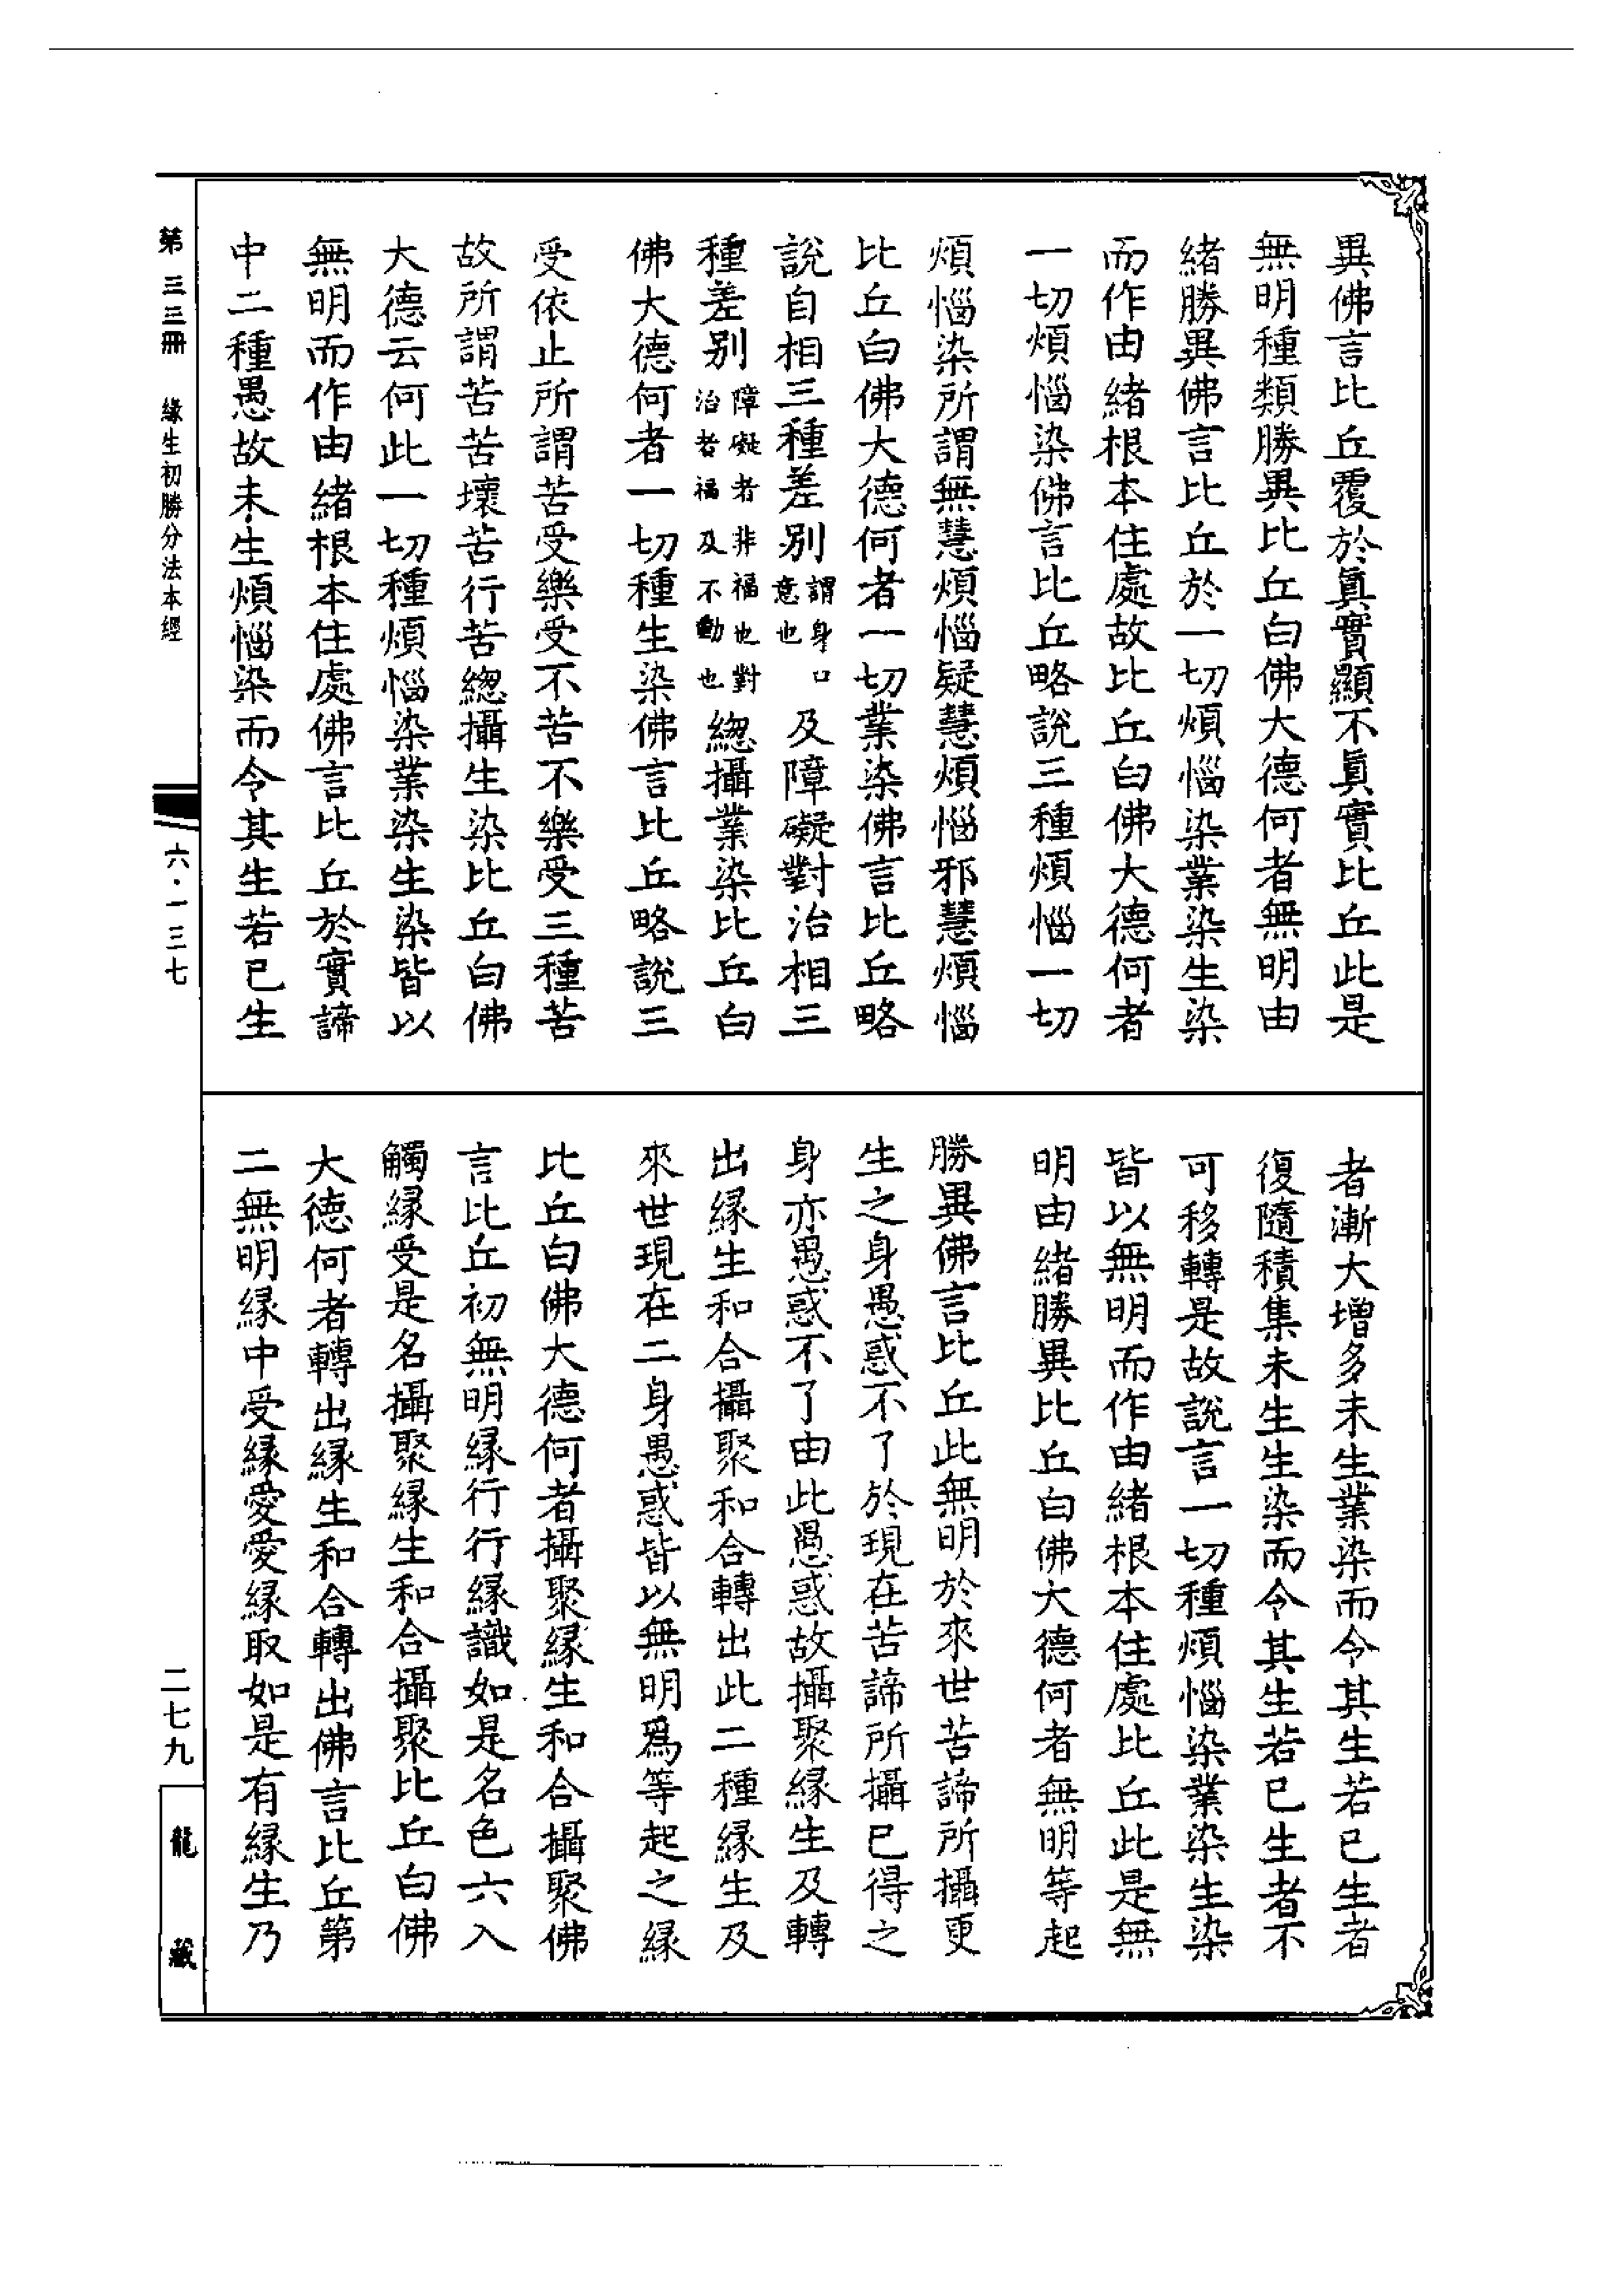 異佛言比丘覆於眞實顯不眞實比丘此是
無明種類勝異比丘白佛大德何者無明由
緒勝異佛言比丘於一切煩惱染業染生染
而作由緒根本住處故比丘白佛大德何者
一切煩惱染佛言比丘略說三種煩惱一切
煩惱染所謂無慧煩惱疑慧煩惱邪慧煩惱
比丘白佛大德何者一切業染佛言比丘略
說自相三種差別謂身口意也及障礙對治相三
種差別障礙者非福也對治者福及不動也總攝業染比丘白
佛大德何者一切種生染佛言比丘略說三
受依止所謂苦受樂受不苦不樂受三種苦
故所謂苦苦壞苦行苦總攝生染比丘白佛
大德云何此一切種煩惱染業染生染皆以
無明而作由緒根本住處佛言比丘於實諦
中二種愚故未生煩惱染而令其生若已生
者漸大增多未生業染而令其生若已生者
復隨積集未生生染而令其生若已生者不
可移轉是故說言一切種煩惱染業染生染
皆以無明而作由緒根本住處比丘此是無
明由緒勝異比丘白佛大德何者無明等起
勝異佛言比丘此無明於來世苦諦所攝更
生之身愚惑不了於現在苦諦所攝已得之
身亦愚惑不了由此愚惑故攝聚緣生及轉
出緣生和合攝聚和合轉出此二種緣生及
來世現在二身愚惑皆以無明爲等起之緣
比丘白佛大德何者攝聚緣生和合攝聚佛
言比丘初無明緣行行緣識如是名色六入
觸緣受是名攝聚緣生和合攝聚比丘白佛
大德何者轉出緣生和合轉出佛言比丘第
二無明緣中受緣愛愛緣取如是有緣生乃
第三三冊 緣生初勝分法本經
六·一三七
二七九
龍藏